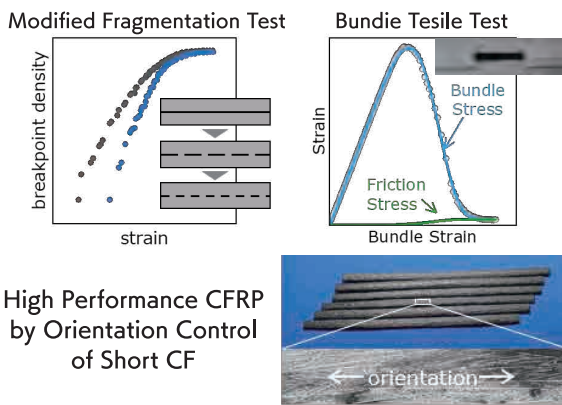 Modified Fragmentation Test
breakpoint density
strain
Bundie Tesile Test
Strain
Bundle
Stress
Friction
Stress
Bundle Strain
High Performance CFRP
by Orientation Control
of Short CF
orientation